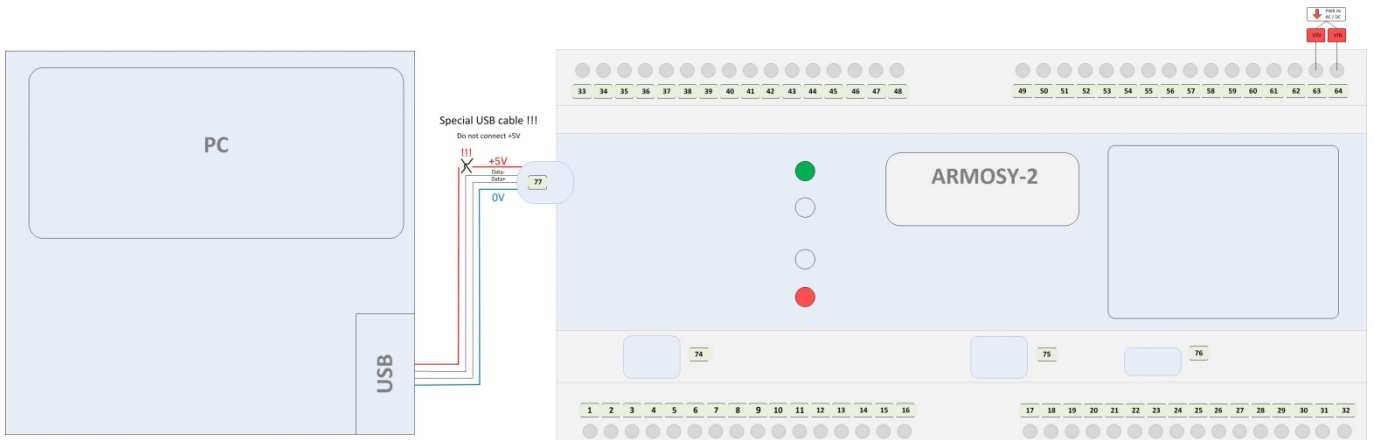 PWR IN
AC / DC
VIN VIN
33 34 35 36 37 38 39 40 41 42 43 44 45 46 47 48
49 50 51 52 53 54 55 56 57 58 59 60 61 62 63 64
Special USB cable !!!
Do not connect +5V
!!!
+5V
Data-
Data+
0V
77
PC
ARMOSY-2
USB
74
75
76
1 2 3 4 5 6 7 8 9 10 11 12 13 14 15 16
17 18 19 20 21 22 23 24 25 26 27 28 29 30 31 32